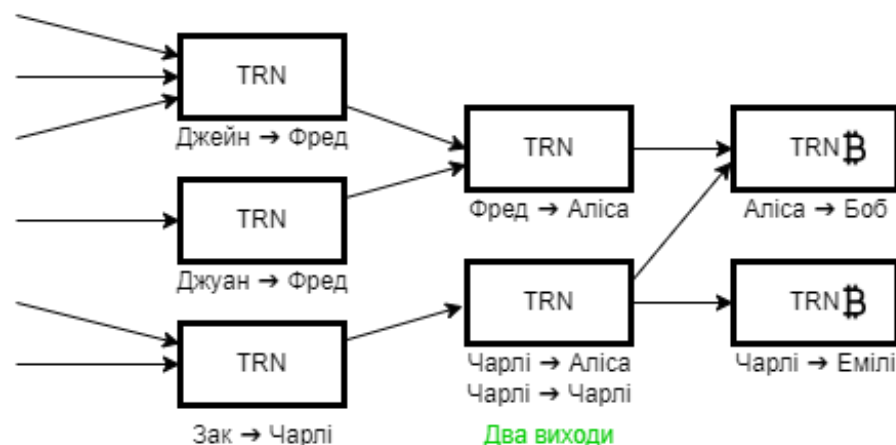 TRN
Джейн → Фред
TRN
Джуан → Фред
TRN
Зак → Чарлі
TRN
Фред → Аліса
TRN
Чарлі → Аліса
Чарлі → Чарлі
Два виходи
TRN ₿
Аліса → Боб
TRN ₿
Чарлі → Емілі